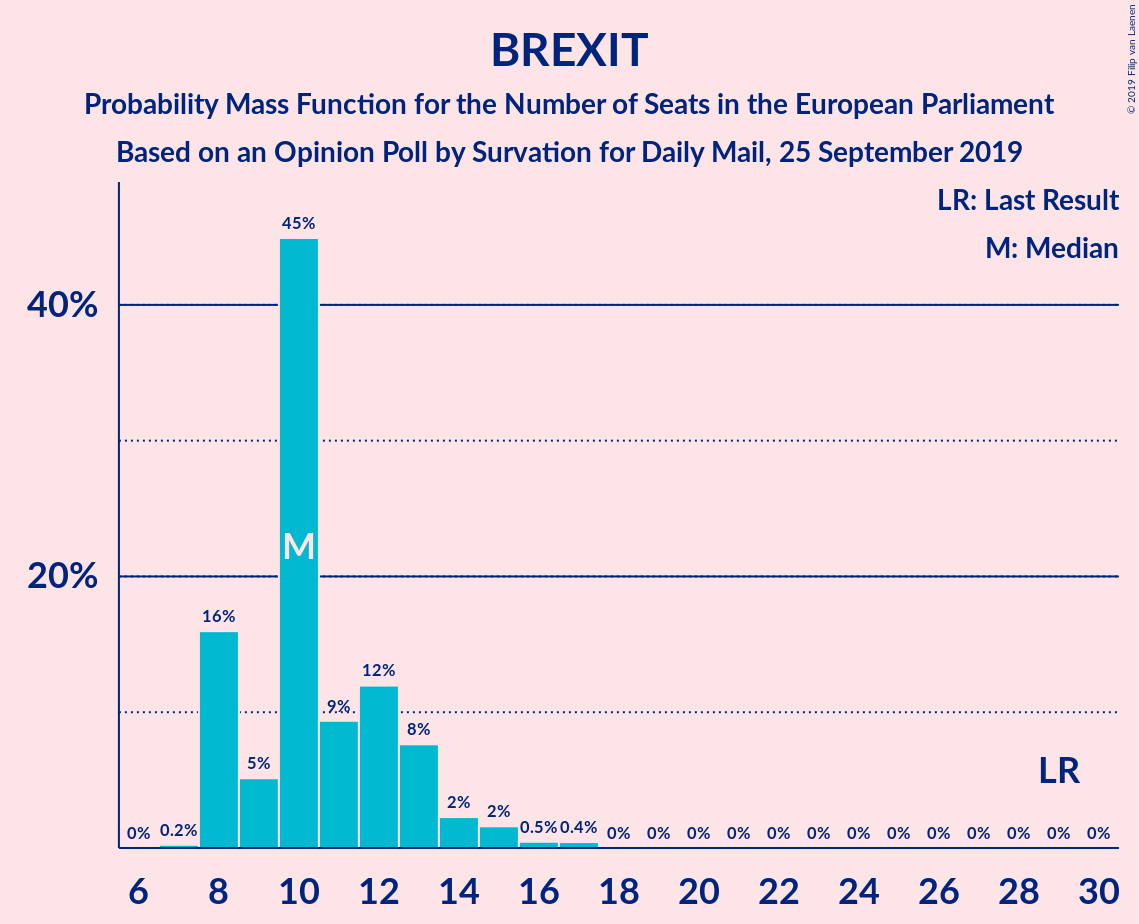 BREXIT
Probability Mass Function for the Number of Seats in the European Parliament
Based on an Opinion Poll by Survation for Daily Mail, 25 September 2019
© 2019 Filip van Laenen
LR: Last Result
M: Median
45%
40%
M
20%
16%
12%
9%
8%
5%
LR
2%
2%
0% 0.2% 0.5% 0.4% 0% 0% 0% 0% 0% 0% 0% 0% 0% 0% 0% 0% 0%
6 8 10 12 14 16 18 20 22 24 26 28 30